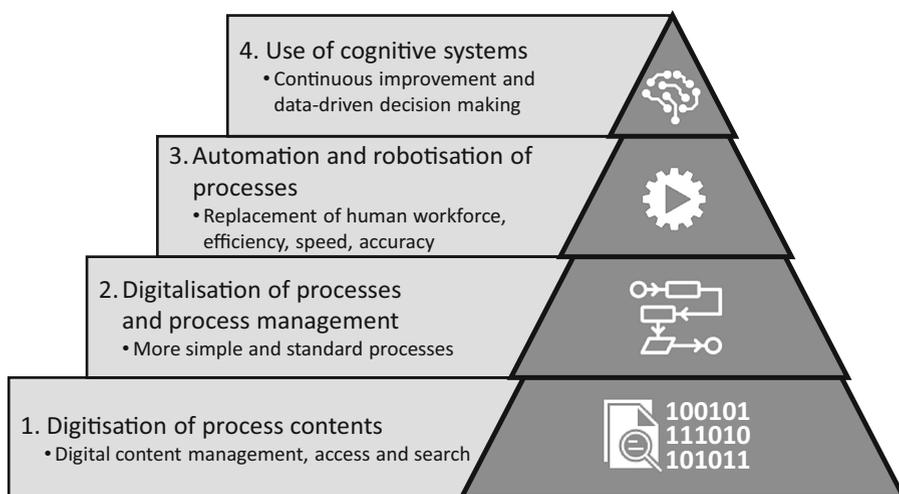 4. Use of cognitive systems
• Continuous improvement and
data-driven decision making
3. Automation and robotisation of
processes
• Replacement of human workforce,
efficiency, speed, accuracy
2. Digitalisation of processes
and process management
• More simple and standard processes
1. Digitisation of process contents
• Digital content management, access and search
100101
111010
101011